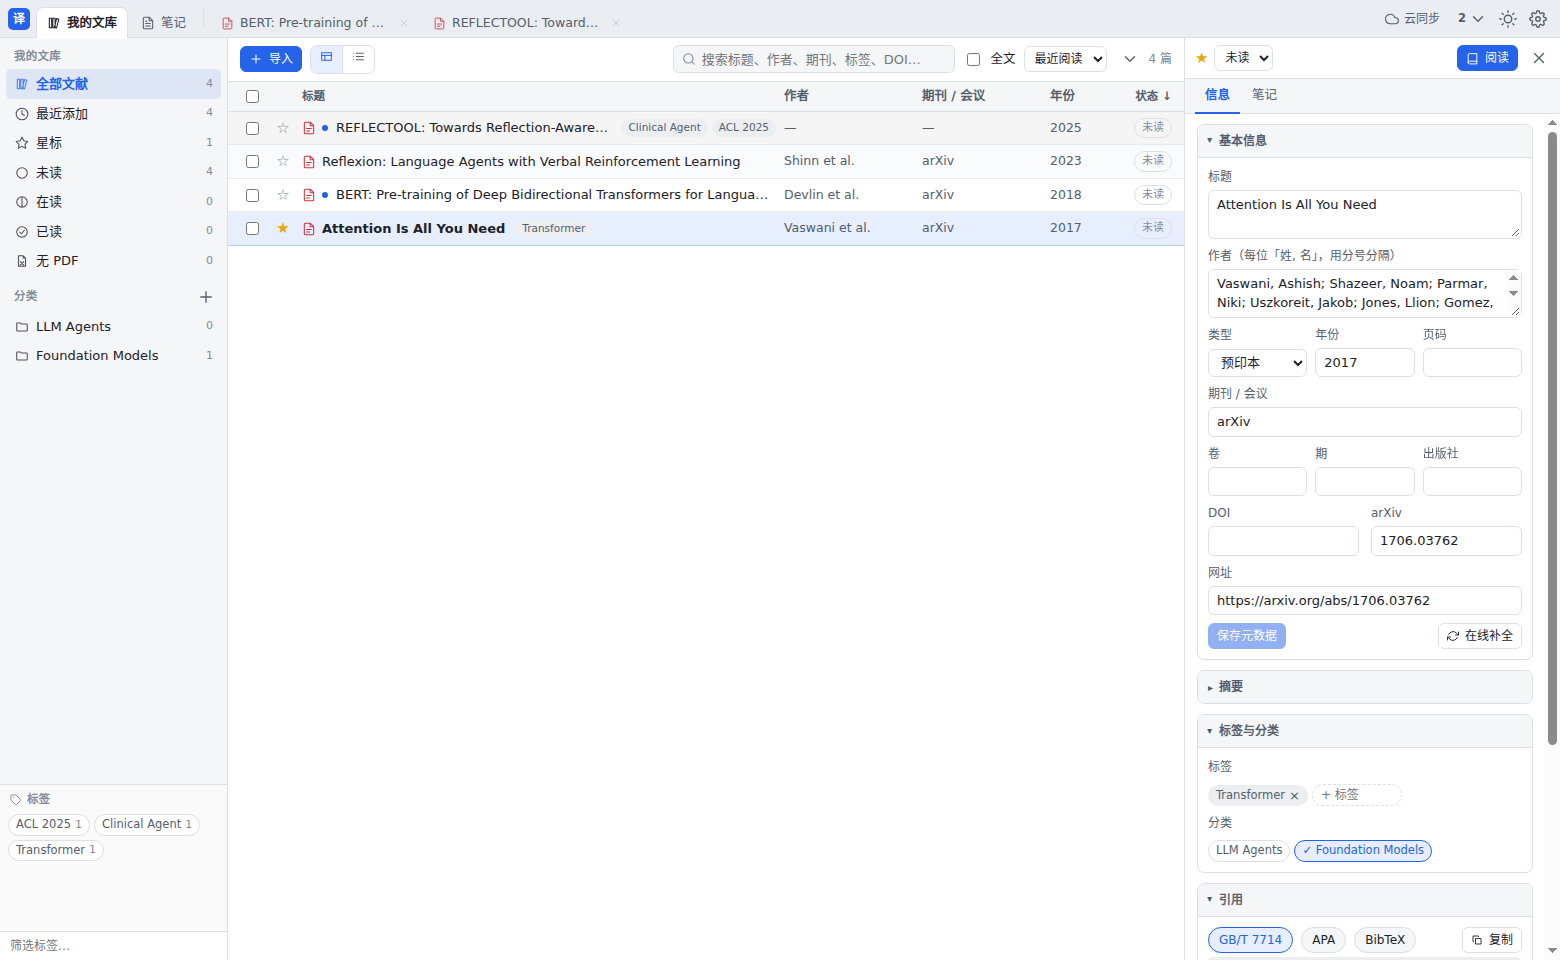 译 我的文库 笔记 BERT: Pre-training of … REFLECTOOL: Toward… 云同步 2
我的文库
全部文献 4
最近添加 4
星标 1
未读 4
在读 0
已读 0
无 PDF 0
分类
LLM Agents 0
Foundation Models 1
标签
ACL 2025 1 Clinical Agent 1
Transformer 1
筛选标签…
导入 搜索标题、作者、期刊、标签、DOI… 全文 最近阅读 4 篇
标题 作者 期刊 / 会议 年份 状态 ↓
REFLECTOOL: Towards Reflection-Aware… Clinical Agent ACL 2025 — — 2025 未读
Reflexion: Language Agents with Verbal Reinforcement Learning Shinn et al. arXiv 2023 未读
BERT: Pre-training of Deep Bidirectional Transformers for Langua… Devlin et al. arXiv 2018 未读
Attention Is All You Need Transformer Vaswani et al. arXiv 2017 未读
未读 阅读
信息 笔记
基本信息
标题
Attention Is All You Need
作者（每位「姓, 名」，用分号分隔）
Vaswani, Ashish; Shazeer, Noam; Parmar,
Niki; Uszkoreit, Jakob; Jones, Llion; Gomez,
类型 年份 页码
预印本 2017
期刊 / 会议
arXiv
卷 期 出版社
DOI arXiv
1706.03762
网址
https://arxiv.org/abs/1706.03762
保存元数据 在线补全
摘要
标签与分类
标签
Transformer × + 标签
分类
LLM Agents ✓ Foundation Models
引用
GB/T 7714 APA BibTeX 复制